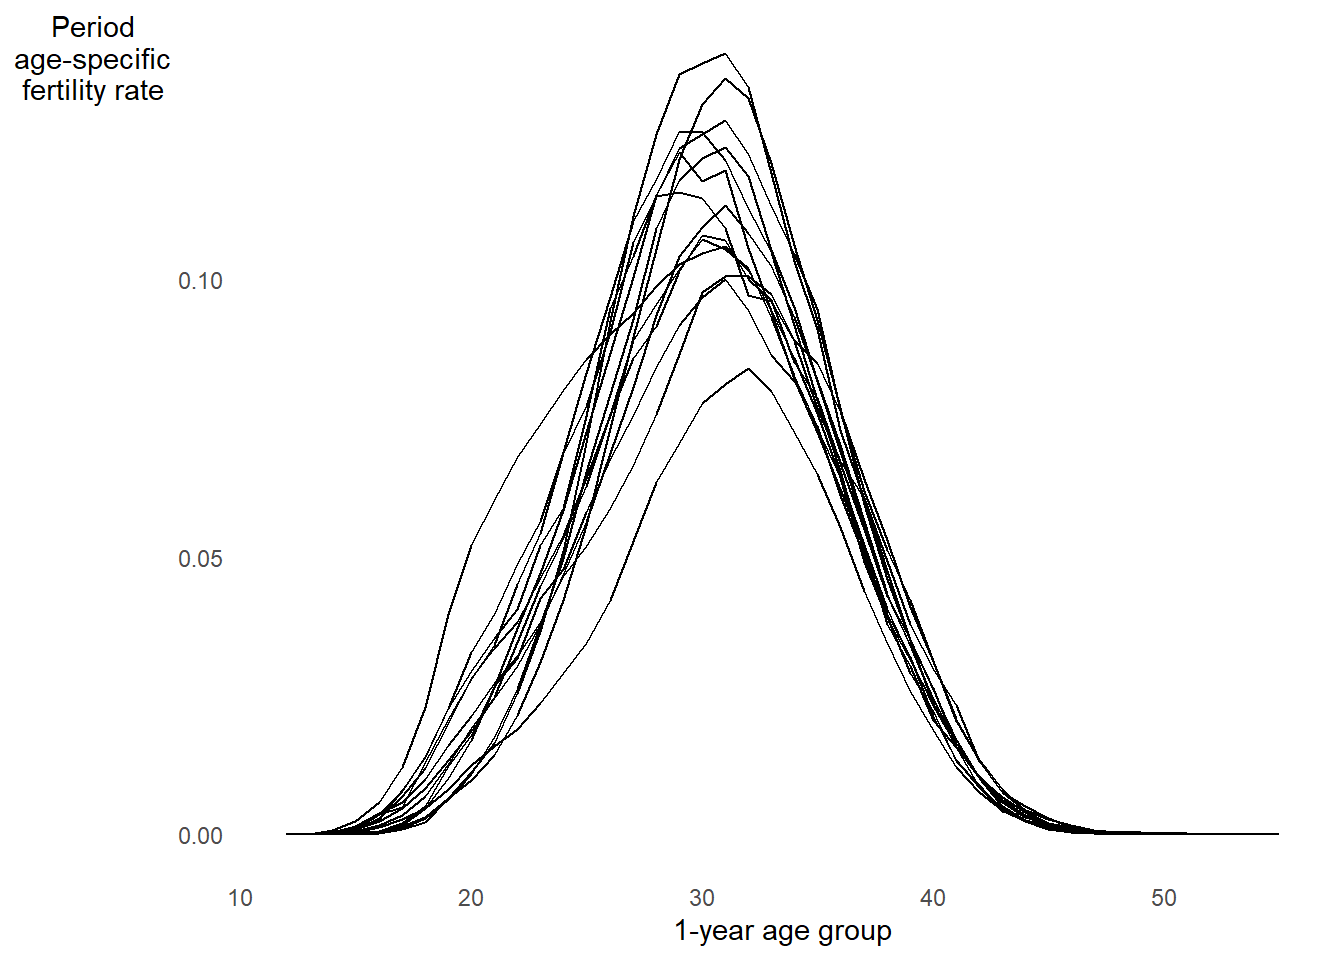 Period
age-specific
fertility rate
0.10
0.05
0.00
10 20 30 40 50
1-year age group